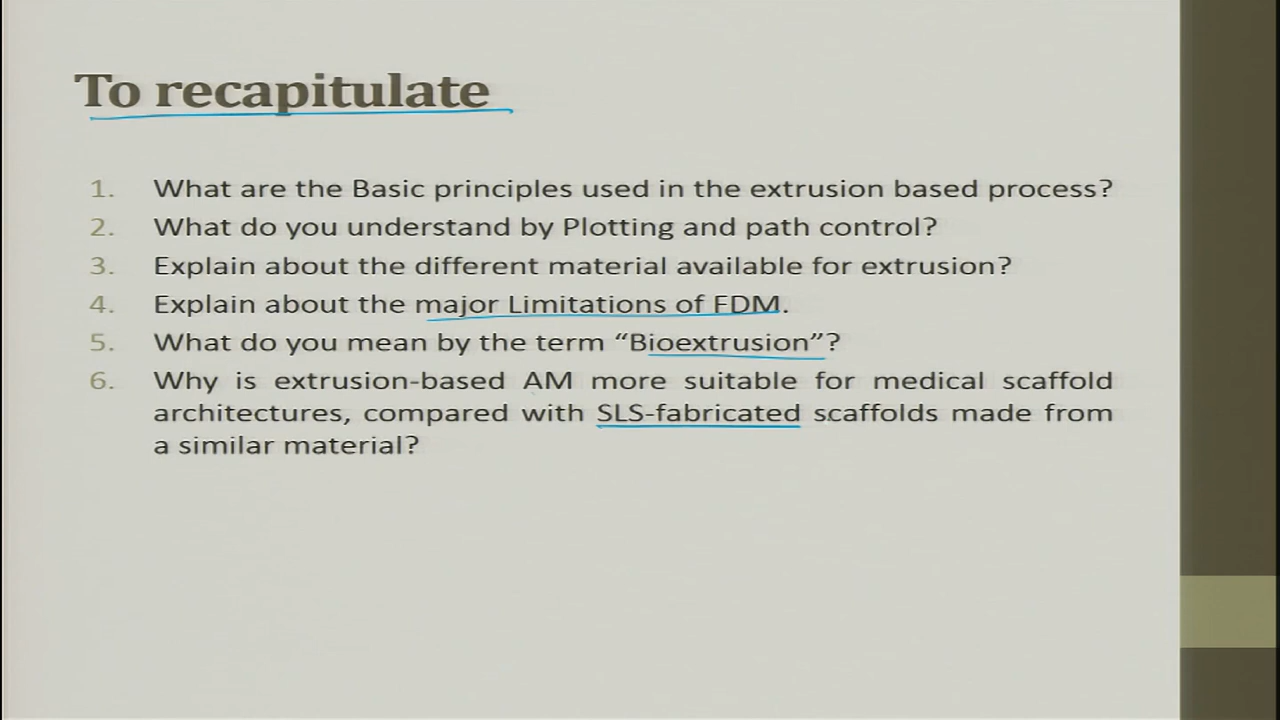 To recapitulate
1. What are the Basic principles used in the extrusion based process?
2. What do you understand by Plotting and path control?
3. Explain about the different material available for extrusion?
4. Explain about the major Limitations of FDM.
5. What do you mean by the term “Bioextrusion”?
6. Why is extrusion-based AM more suitable for medical scaffold
architectures, compared with SLS-fabricated scaffolds made from
a similar material?